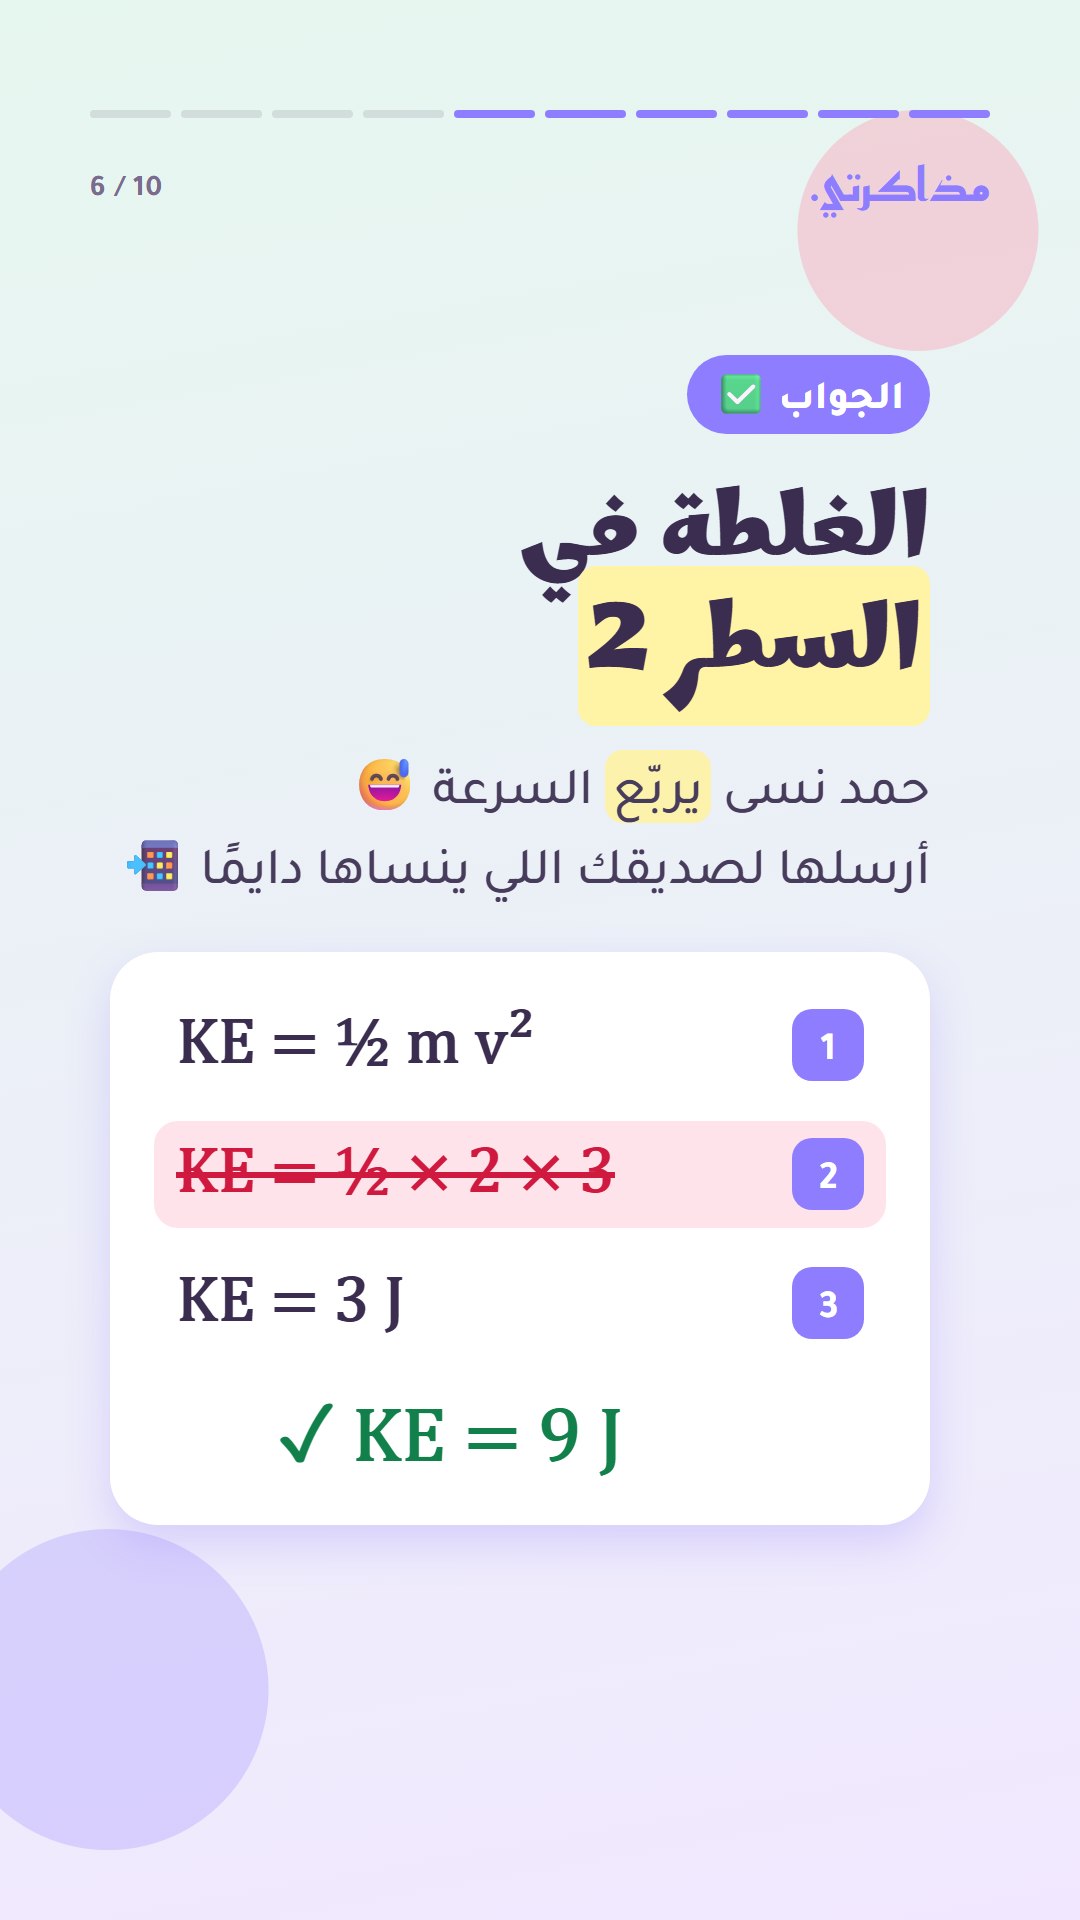 6 / 10
مذاكرتي.
الجواب ✅
الغلطة في
السطر 2
حمد نسى يربّع السرعة 😅
أرسلها لصديقك اللي ينساها دايمًا 📲
1 KE = ½ m v²
2 KE = ½ × 2 × 3
3 KE = 3 J
✓ KE = 9 J